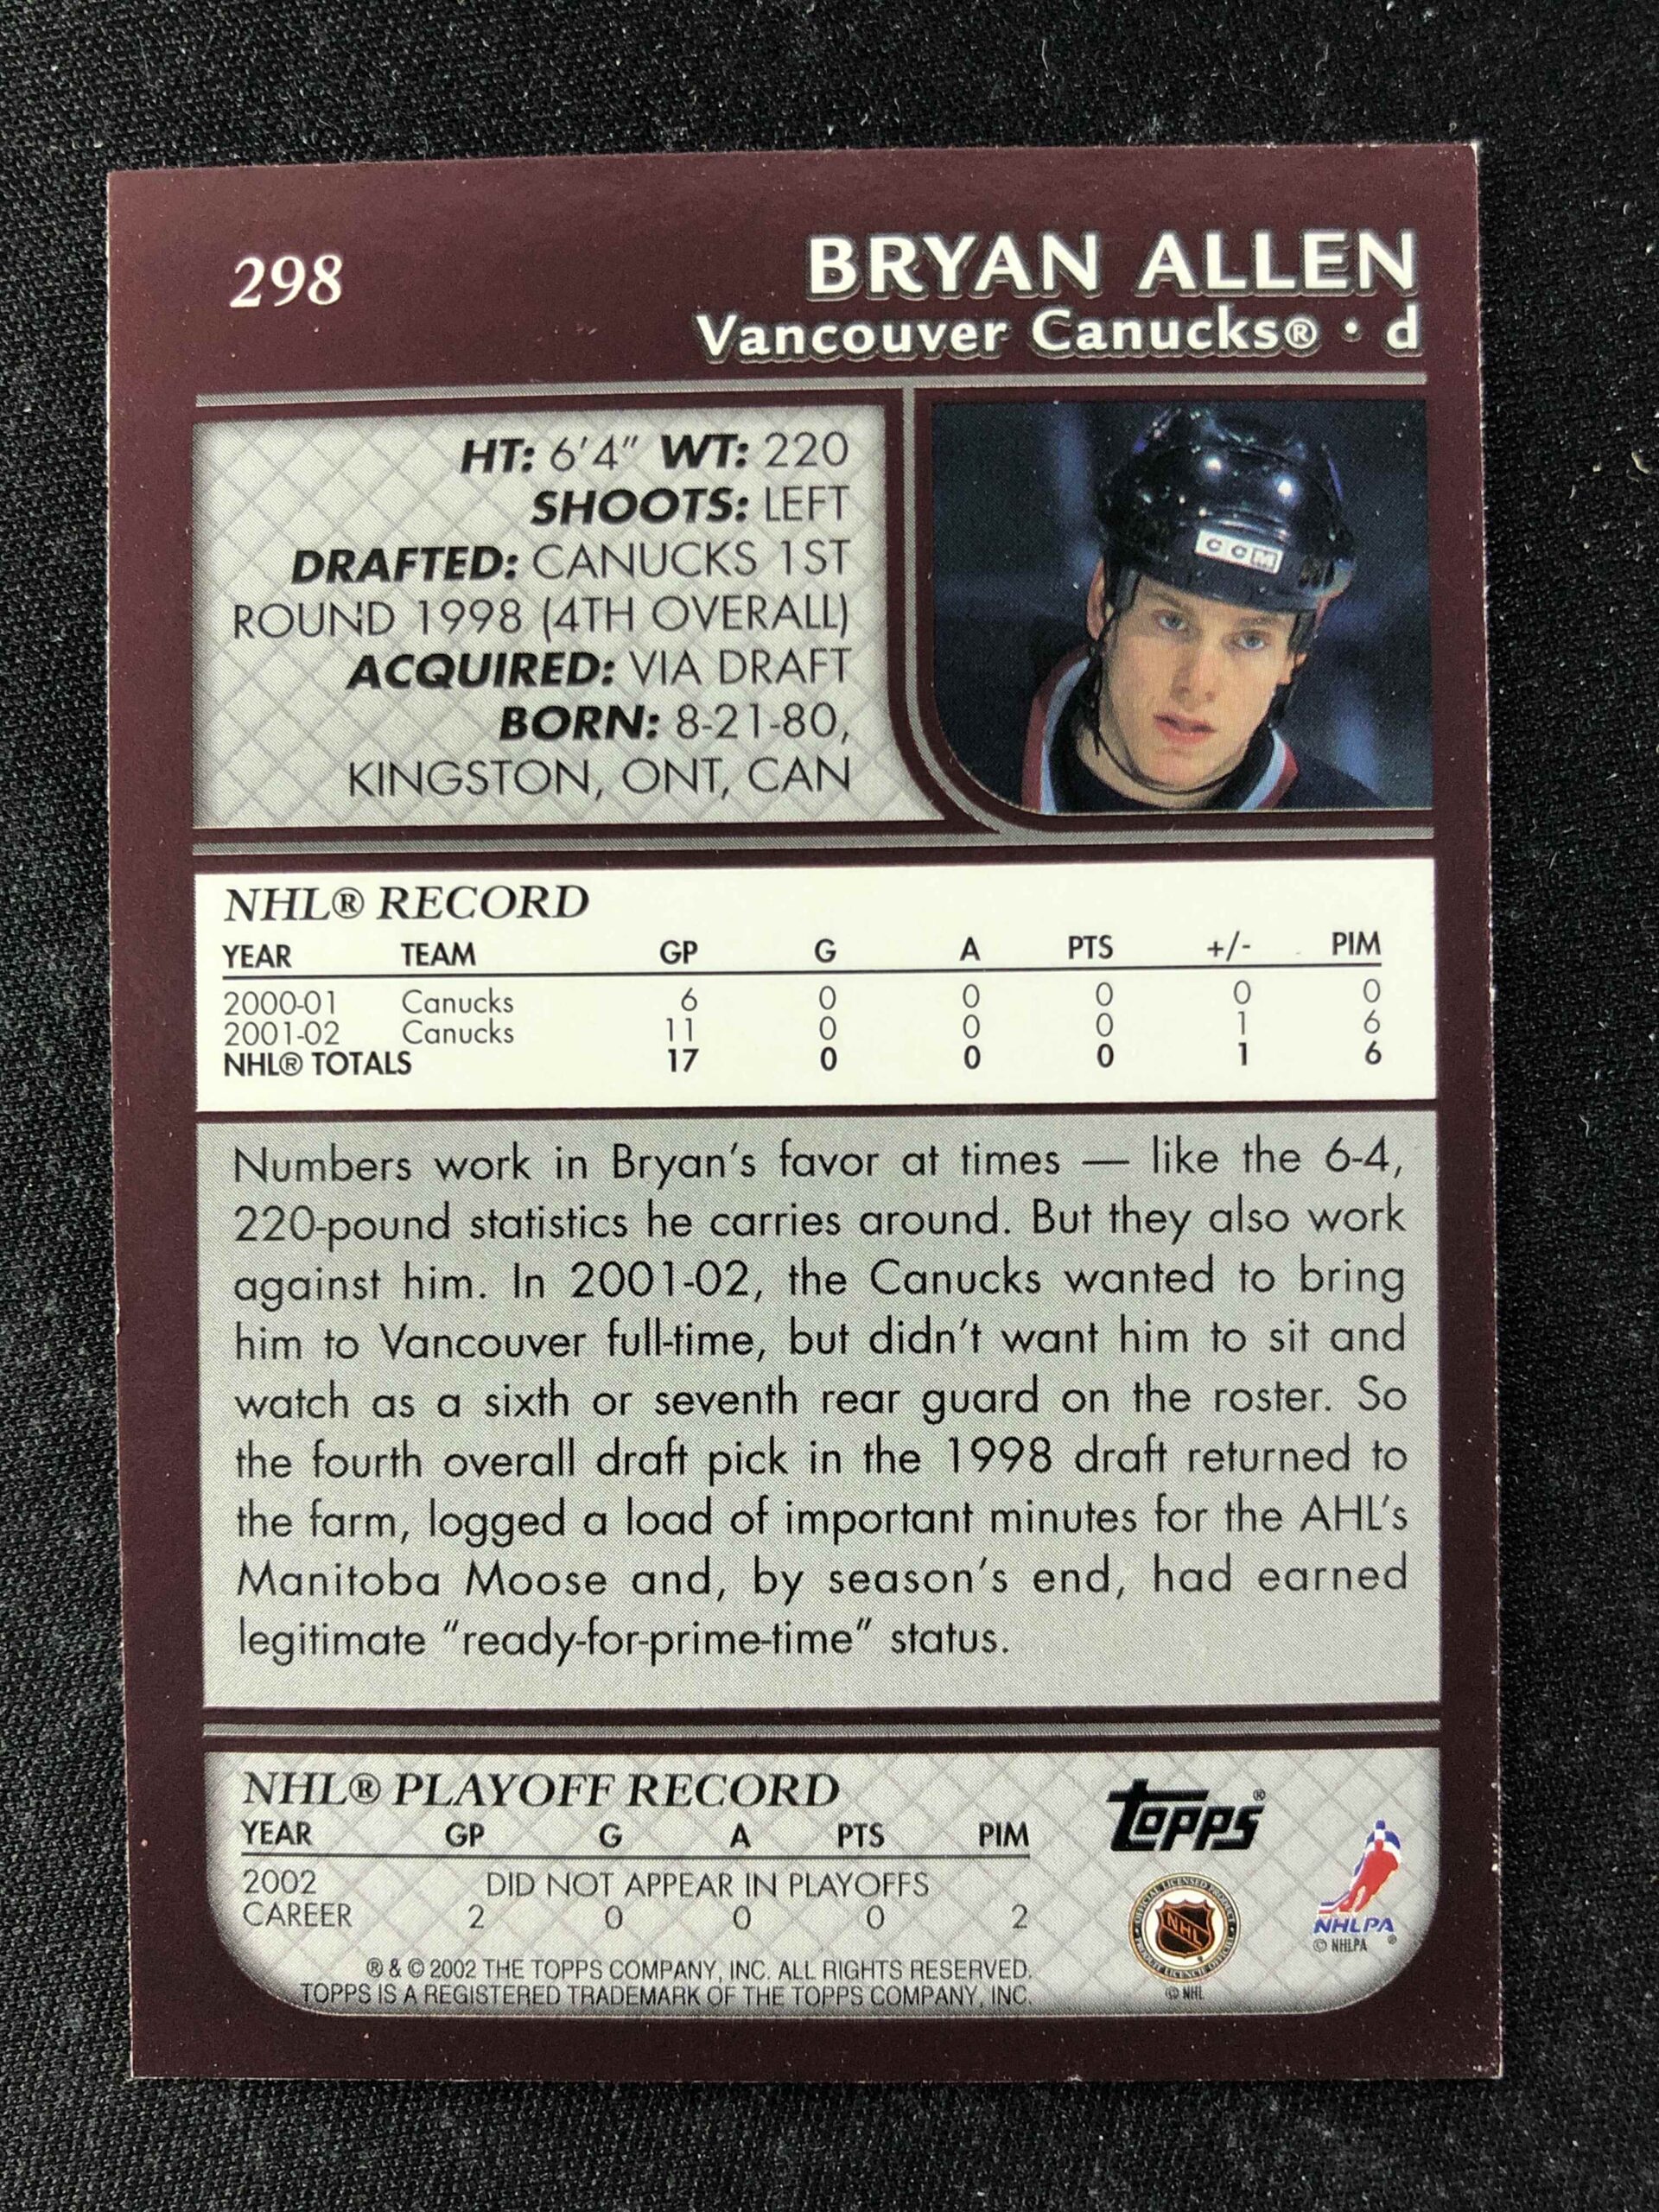 298
BRYAN ALLEN
Vancouver Canucks® • d
HT: 6'4" WT: 220
SHOOTS: LEFT
DRAFTED: CANUCKS 1ST
ROUND 1998 (4TH OVERALL)
ACQUIRED: VIA DRAFT
BORN: 8-21-80,
KINGSTON, ONT, CAN
CCM
NHL® RECORD
YEAR TEAM GP G A PTS +/- PIM
2000-01 Canucks 6 0 0 0 0 0
2001-02 Canucks 11 0 0 0 1 6
NHL® TOTALS 17 0 0 0 1 6
Numbers work in Bryan's favor at times — like the 6-4,
220-pound statistics he carries around. But they also work
against him. In 2001-02, the Canucks wanted to bring
him to Vancouver full-time, but didn't want him to sit and
watch as a sixth or seventh rear guard on the roster. So
the fourth overall draft pick in the 1998 draft returned to
the farm, logged a load of important minutes for the AHL's
Manitoba Moose and, by season's end, had earned
legitimate "ready-for-prime-time" status.
NHL® PLAYOFF RECORD
YEAR GP G A PTS PIM
2002 DID NOT APPEAR IN PLAYOFFS
CAREER 2 0 0 0 2
® & © 2002 THE TOPPS COMPANY, INC. ALL RIGHTS RESERVED.
TOPPS IS A REGISTERED TRADEMARK OF THE TOPPS COMPANY, INC.
Topps®
OFFICIAL LICENSED PRODUCT
NHL
© NHL
NHLPA ®
© NHLPA